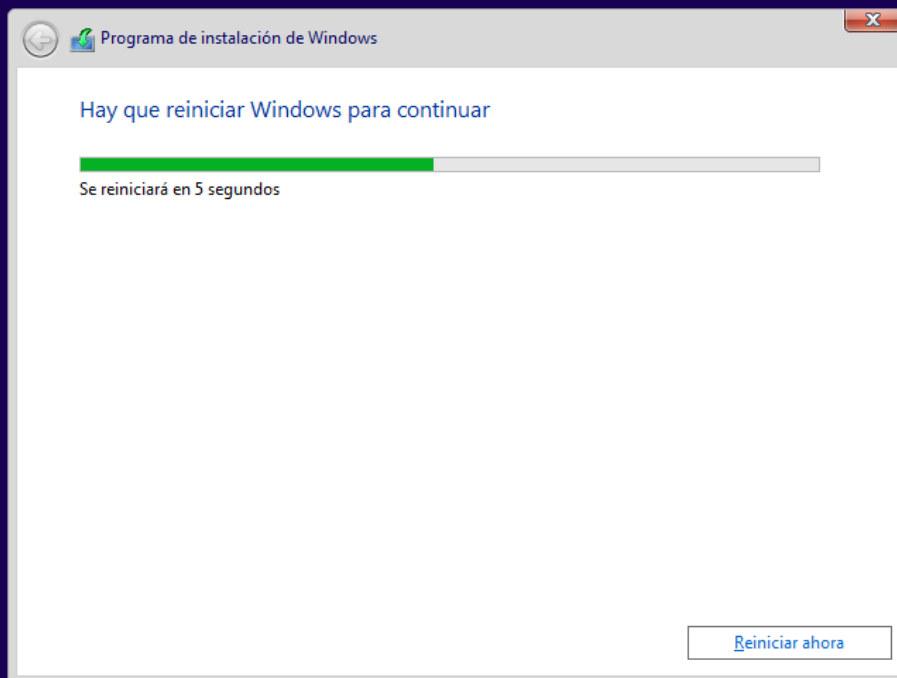 Programa de instalación de Windows
Hay que reiniciar Windows para continuar
Se reiniciará en 5 segundos
Reiniciar ahora